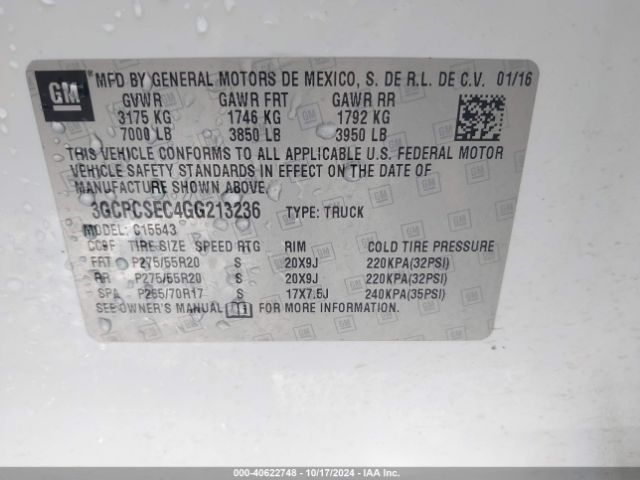 GM MFD BY GENERAL MOTORS DE MEXICO, S. DE R.L. DE C.V. 01/16
GVWR GAWR FRT GAWR RR
3175 KG 1746 KG 1792 KG
7000 LB 3850 LB 3950 LB
THIS VEHICLE CONFORMS TO ALL APPLICABLE U.S. FEDERAL MOTOR
VEHICLE SAFETY STANDARDS IN EFFECT ON THE DATE OF
MANUFACTURE SHOWN ABOVE.
3GCPCSEC4GG213236 TYPE: TRUCK
MODEL: C15543
TIRE SIZE SPEED RTG RIM COLD TIRE PRESSURE
FRT P275/55R20 S 20X9J 220KPA(32PSI)
RR P275/55R20 S 20X9J 220KPA(32PSI)
SPA P265/70R17 S 17X7.5J 240KPA(35PSI)
SEE OWNER'S MANUAL FOR MORE INFORMATION.
000-40622748 - 10/17/2024 - IAA Inc.